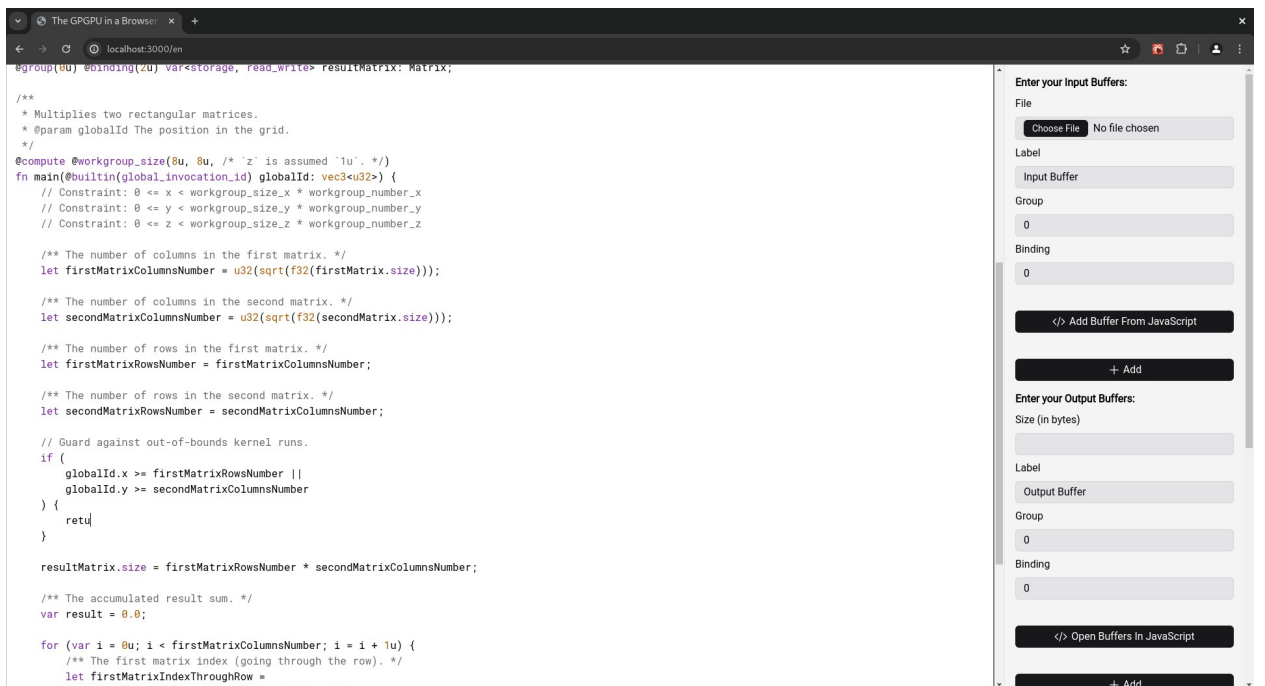 The GPGPU in a Browser
localhost:3000/en
@group(0u) @binding(2u) var<storage, read_write> resultMatrix: Matrix;
/**
 * Multiplies two rectangular matrices.
 * @param globalId The position in the grid.
 */
@compute @workgroup_size(8u, 8u, /* `z` is assumed `1u`. */)
fn main(@builtin(global_invocation_id) globalId: vec3<u32>) {
    // Constraint: 0 <= x < workgroup_size_x * workgroup_number_x
    // Constraint: 0 <= y < workgroup_size_y * workgroup_number_y
    // Constraint: 0 <= z < workgroup_size_z * workgroup_number_z
    /** The number of columns in the first matrix. */
    let firstMatrixColumnsNumber = u32(sqrt(f32(firstMatrix.size)));
    /** The number of columns in the second matrix. */
    let secondMatrixColumnsNumber = u32(sqrt(f32(secondMatrix.size)));
    /** The number of rows in the first matrix. */
    let firstMatrixRowsNumber = firstMatrixColumnsNumber;
    /** The number of rows in the second matrix. */
    let secondMatrixRowsNumber = secondMatrixColumnsNumber;
    // Guard against out-of-bounds kernel runs.
    if (
        globalId.x >= firstMatrixRowsNumber ||
        globalId.y >= secondMatrixColumnsNumber
    ) {
        retu
    }
    resultMatrix.size = firstMatrixRowsNumber * secondMatrixColumnsNumber;
    /** The accumulated result sum. */
    var result = 0.0;
    for (var i = 0u; i < firstMatrixColumnsNumber; i = i + 1u) {
        /** The first matrix index (going through the row). */
        let firstMatrixIndexThroughRow =
Enter your Input Buffers:
File
Choose File No file chosen
Label
Input Buffer
Group
0
Binding
0
</> Add Buffer From JavaScript
+ Add
Enter your Output Buffers:
Size (in bytes)
Label
Output Buffer
Group
0
Binding
0
</> Open Buffers In JavaScript
+ Add